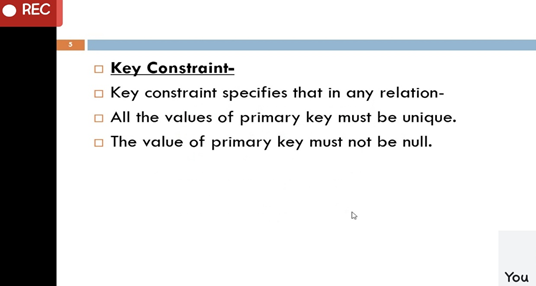 REC
5
Key Constraint-
Key constraint specifies that in any relation-
All the values of primary key must be unique.
The value of primary key must not be null.
You